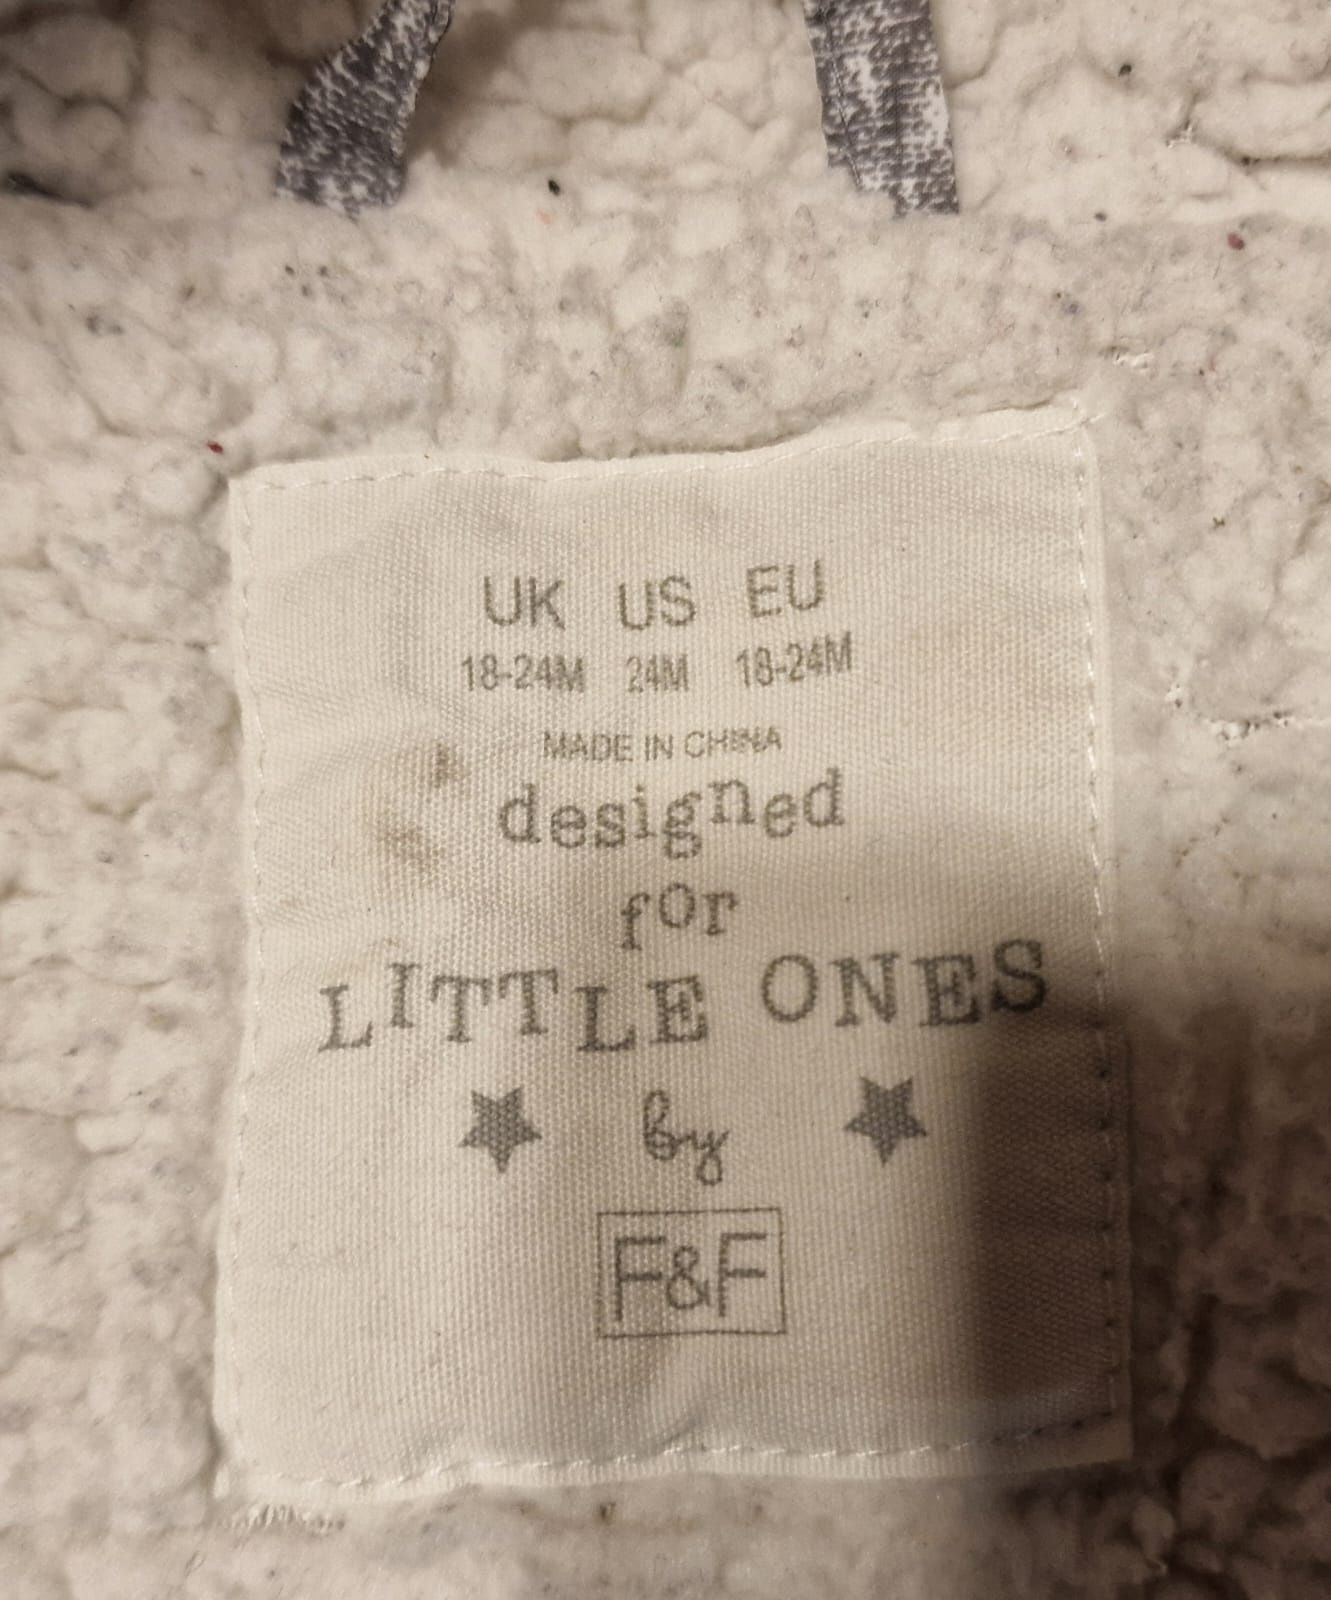 UK US EU
18-24M 24M 18-24M
MADE IN CHINA
designed
for
LITTLE ONES
by
F&F